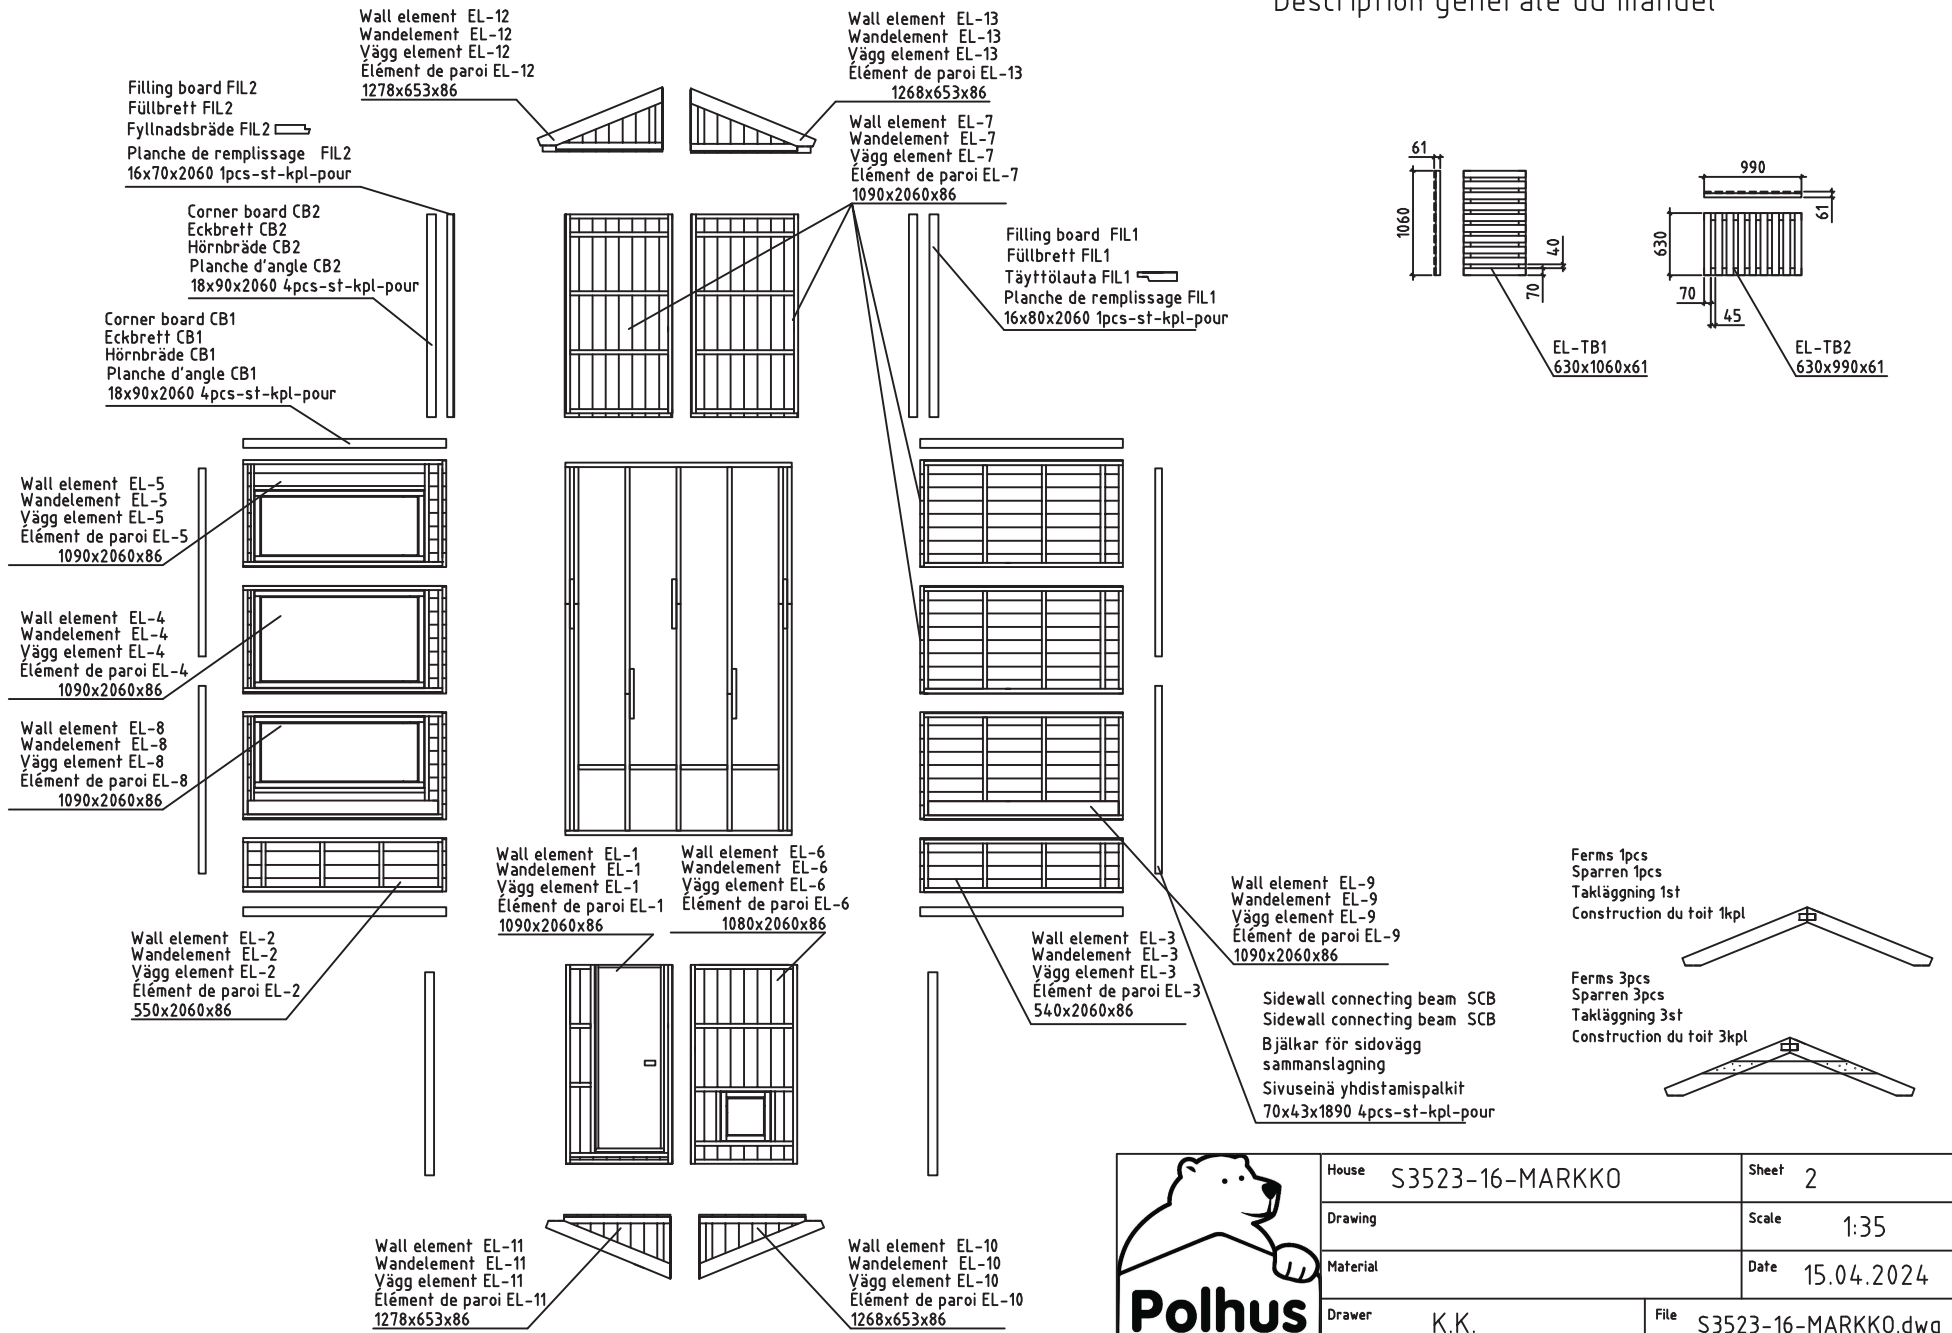 Description générale du manuel
Wall element EL-12
Wandelement EL-12
Vägg element EL-12
Élément de paroi EL-12
1278x653x86
Wall element EL-13
Wandelement EL-13
Vägg element EL-13
Élément de paroi EL-13
1268x653x86
Filling board FIL2
Füllbrett FIL2
Fyllnadsbräde FIL2
Planche de remplissage FIL2
16x70x2060 1pcs-st-kpl-pour
Wall element EL-7
Wandelement EL-7
Vägg element EL-7
Élément de paroi EL-7
1090x2060x86
Corner board CB2
Eckbrett CB2
Hörnbräde CB2
Planche d'angle CB2
18x90x2060 4pcs-st-kpl-pour
Filling board FIL1
Füllbrett FIL1
Täyttölauta FIL1
Planche de remplissage FIL1
16x80x2060 1pcs-st-kpl-pour
Corner board CB1
Eckbrett CB1
Hörnbräde CB1
Planche d'angle CB1
18x90x2060 4pcs-st-kpl-pour
61
1060
40
70
EL-TB1
630x1060x61
990
61
630
70
45
EL-TB2
630x990x61
Wall element EL-5
Wandelement EL-5
Vägg element EL-5
Élément de paroi EL-5
1090x2060x86
Wall element EL-4
Wandelement EL-4
Vägg element EL-4
Élément de paroi EL-4
1090x2060x86
Wall element EL-8
Wandelement EL-8
Vägg element EL-8
Élément de paroi EL-8
1090x2060x86
Wall element EL-2
Wandelement EL-2
Vägg element EL-2
Élément de paroi EL-2
550x2060x86
Wall element EL-1
Wandelement EL-1
Vägg element EL-1
Élément de paroi EL-1
1090x2060x86
Wall element EL-6
Wandelement EL-6
Vägg element EL-6
Élément de paroi EL-6
1080x2060x86
Wall element EL-3
Wandelement EL-3
Vägg element EL-3
Élément de paroi EL-3
540x2060x86
Wall element EL-9
Wandelement EL-9
Vägg element EL-9
Élément de paroi EL-9
1090x2060x86
Sidewall connecting beam SCB
Sidewall connecting beam SCB
Bjälkar för sidovägg
sammanslagning
Sivuseinä yhdistamispalkit
70x43x1890 4pcs-st-kpl-pour
Ferms 1pcs
Sparren 1pcs
Takläggning 1st
Construction du toit 1kpl
Ferms 3pcs
Sparren 3pcs
Takläggning 3st
Construction du toit 3kpl
Wall element EL-11
Wandelement EL-11
Vägg element EL-11
Élément de paroi EL-11
1278x653x86
Wall element EL-10
Wandelement EL-10
Vägg element EL-10
Élément de paroi EL-10
1268x653x86
Polhus
House S3523-16-MARKKO
Sheet 2
Drawing
Scale 1:35
Material
Date 15.04.2024
Drawer K.K.
File S3523-16-MARKKO.dwg